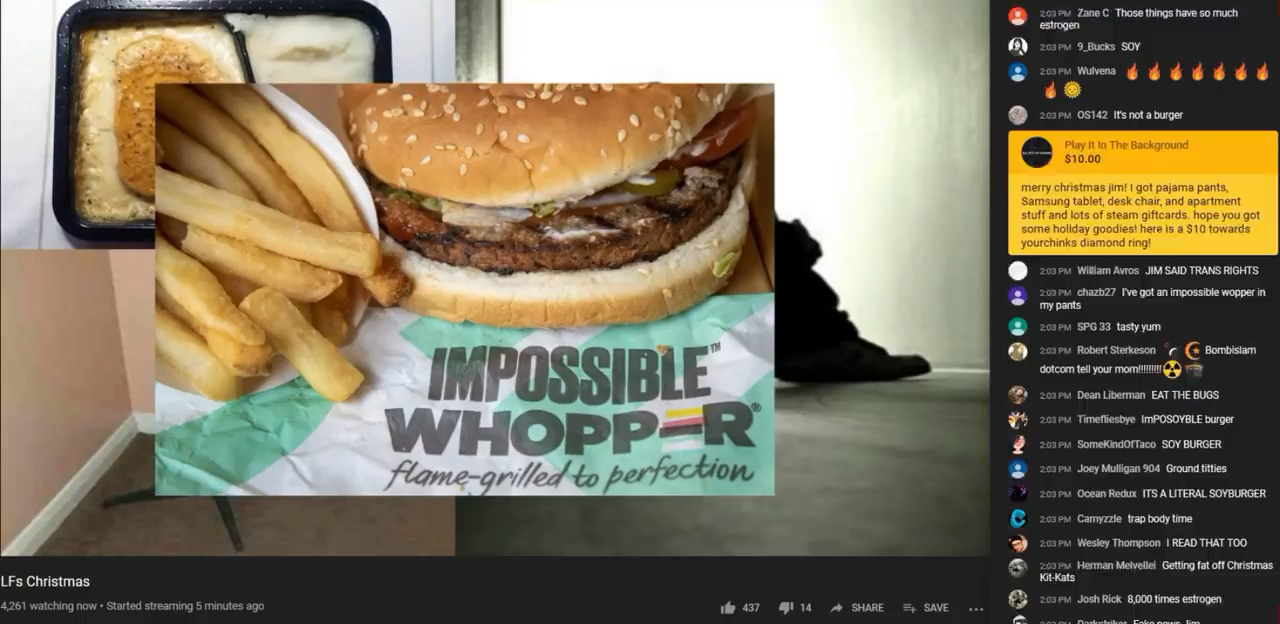 IMPOSSIBLE™
WHOPPER®
flame-grilled to perfection
LFs Christmas
4,261 watching now • Started streaming 5 minutes ago
437
14
SHARE
SAVE
2:03 PM Zane C Those things have so much
estrogen
2:03 PM 9_Bucks SOY
2:03 PM Wulvena 🔥 🔥 🔥 🔥 🔥 🔥 🔥
🔥 🌞
2:03 PM OS142 It's not a burger
Play It In The Background
$10.00
merry christmas jim! I got pajama pants,
Samsung tablet, desk chair, and apartment
stuff and lots of steam giftcards. hope you got
some holiday goodies! here is a $10 towards
yourchinks diamond ring!
2:03 PM William Avros JIM SAID TRANS RIGHTS
2:03 PM chazb27 I've got an impossible wopper in
my pants
2:03 PM SPG 33 tasty yum
2:03 PM Robert Sterkeson Bombislam
dotcom tell your mom!!!!!!!!!
2:03 PM Dean Liberman EAT THE BUGS
2:03 PM Timefliesbye ImPOSOYBLE burger
2:03 PM SomeKindOfTaco SOY BURGER
2:03 PM Joey Mulligan 904 Ground titties
2:03 PM Ocean Redux ITS A LITERAL SOYBURGER
2:03 PM Carnyzzle trap body time
2:03 PM Wesley Thompson I READ THAT TOO
2:03 PM Herman Melvellei Getting fat off Christmas
Kit-Kats
2:03 PM Josh Rick 8,000 times estrogen